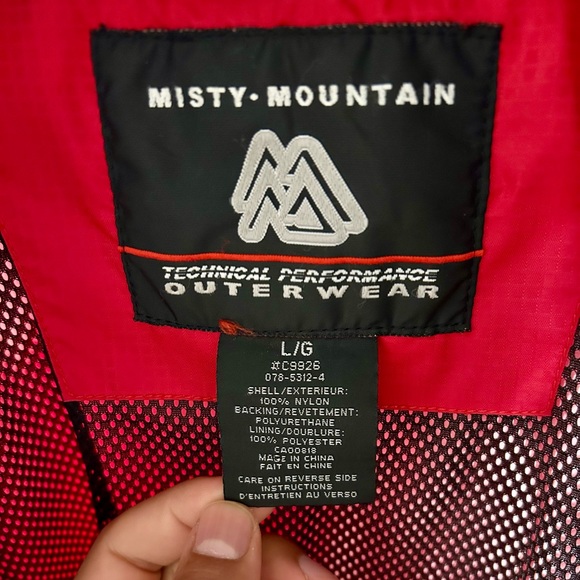 MISTY•MOUNTAIN
TECHNICAL PERFORMANCE
OUTERWEAR
L/G
#C9926
078-5312-4
SHELL/EXTERIEUR:
100% NYLON
BACKING/REVETEMENT:
POLYURETHANE
LINING/DOUBLURE:
100% POLYESTER
CA00818
MADE IN CHINA
FAIT EN CHINE
CARE ON REVERSE SIDE
INSTRUCTIONS
D'ENTRETIEN AU VERSO